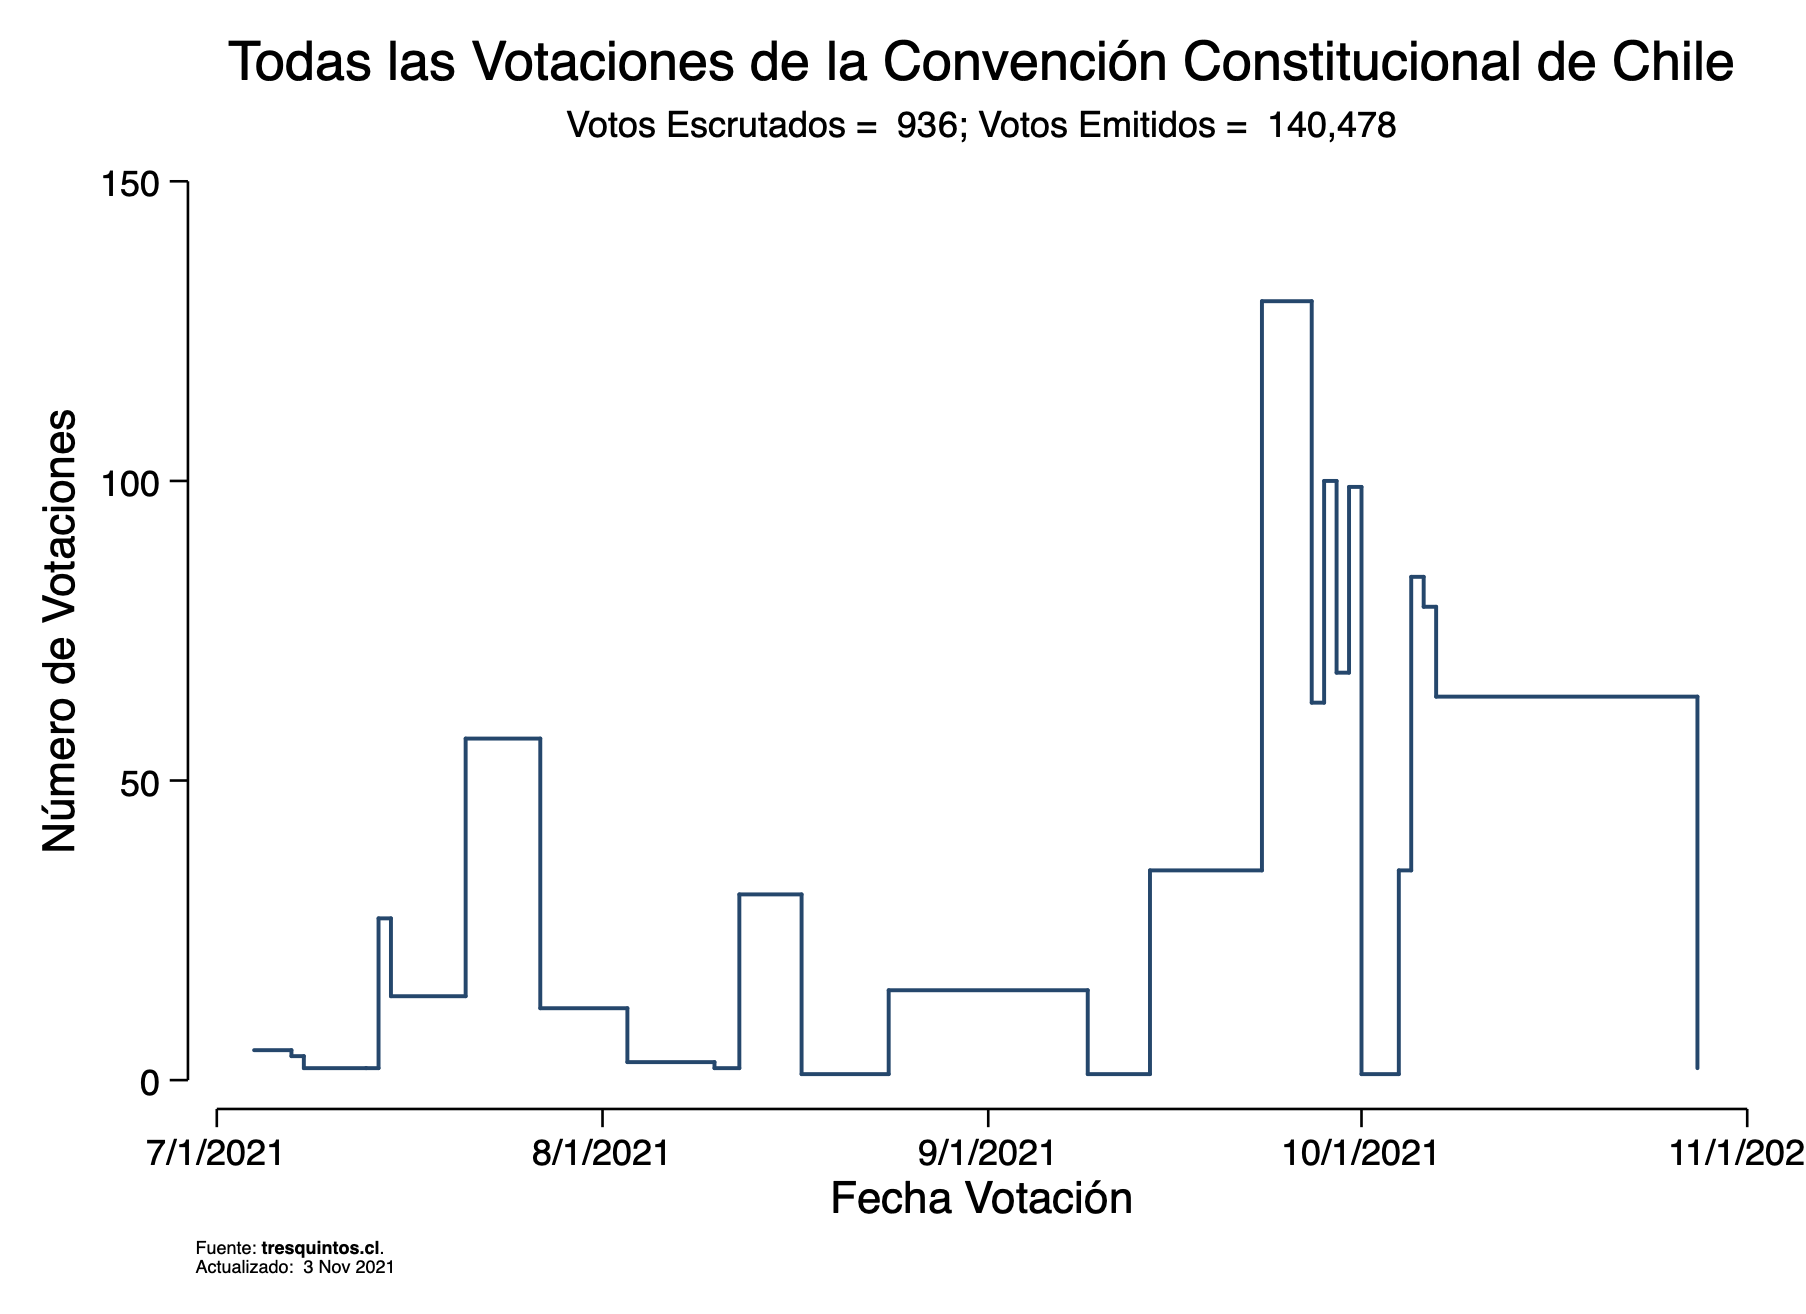 Todas las Votaciones de la Convención Constitucional de Chile
Votos Escrutados = 936; Votos Emitidos = 140,478
Número de Votaciones
150
100
50
0
7/1/2021 8/1/2021 9/1/2021 10/1/2021 11/1/202
Fecha Votación
Fuente: tresquintos.cl.
Actualizado: 3 Nov 2021